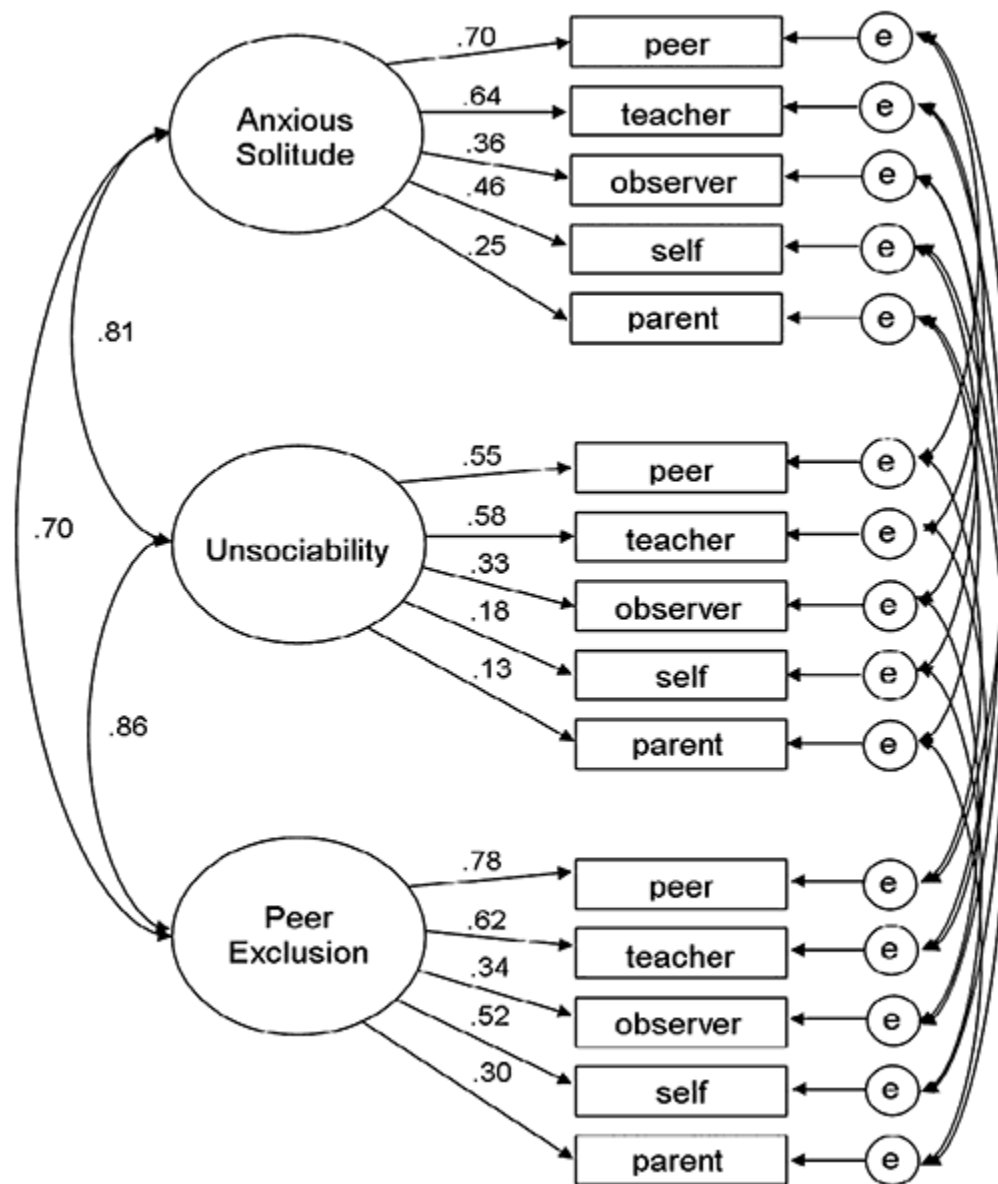 .70
peer
e
.64
teacher
e
Anxious
Solitude
.36
observer
e
.46
self
e
.25
parent
e
.81
.55
peer
e
.58
teacher
e
Unsociability
.33
observer
e
.18
self
e
.13
parent
e
.70
.86
.78
peer
e
.62
teacher
e
Peer
Exclusion
.34
observer
e
.52
self
e
.30
parent
e